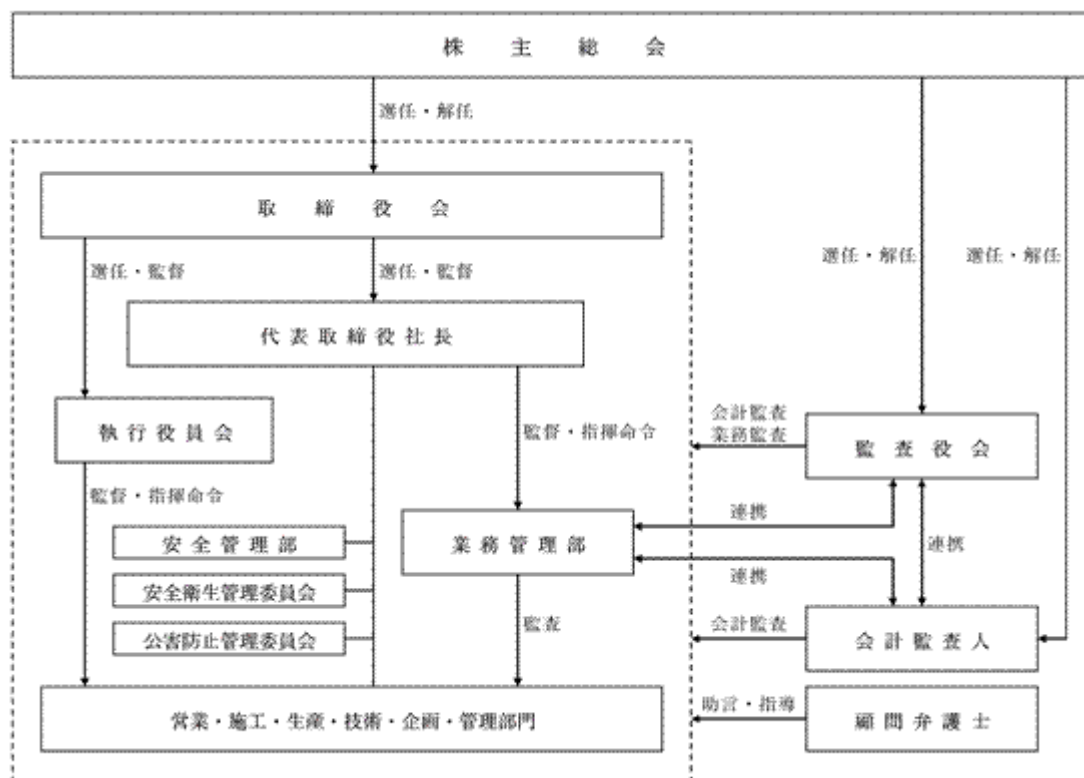 株主総会
選任・解任
取締役会
選任・監督
選任・監督
選任・解任
選任・解任
代表取締役社長
執行役員会
監督・指揮命令
会計監査
業務監査
監査役会
監督・指揮命令
安全管理部
業務管理部
連携
連携
安全衛生管理委員会
連携
公害防止管理委員会
監査
会計監査
会計監査人
営業・施工・生産・技術・企画・管理部門
助言・指導
顧問弁護士